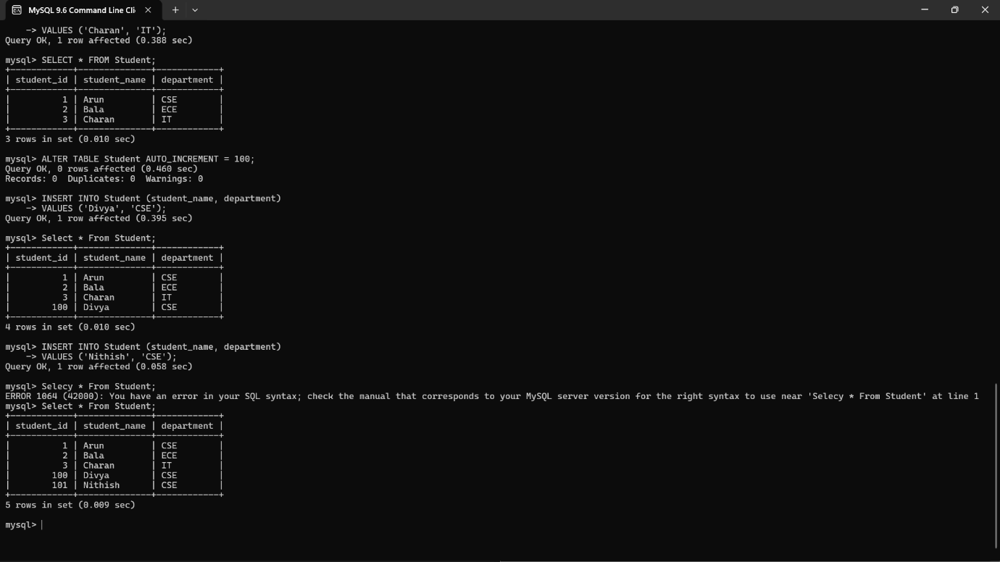 MySQL 9.6 Command Line Cli
-> VALUES ('Charan', 'IT');
Query OK, 1 row affected (0.388 sec)
mysql> SELECT * FROM Student;
+------------+--------------+------------+
| student_id | student_name | department |
+------------+--------------+------------+
|          1 | Arun         | CSE        |
|          2 | Bala         | ECE        |
|          3 | Charan       | IT         |
+------------+--------------+------------+
3 rows in set (0.010 sec)
mysql> ALTER TABLE Student AUTO_INCREMENT = 100;
Query OK, 0 rows affected (0.460 sec)
Records: 0  Duplicates: 0  Warnings: 0
mysql> INSERT INTO Student (student_name, department)
    -> VALUES ('Divya', 'CSE');
Query OK, 1 row affected (0.395 sec)
mysql> Select * From Student;
+------------+--------------+------------+
| student_id | student_name | department |
+------------+--------------+------------+
|          1 | Arun         | CSE        |
|          2 | Bala         | ECE        |
|          3 | Charan       | IT         |
|        100 | Divya        | CSE        |
+------------+--------------+------------+
4 rows in set (0.010 sec)
mysql> INSERT INTO Student (student_name, department)
    -> VALUES ('Nithish', 'CSE');
Query OK, 1 row affected (0.058 sec)
mysql> Selecy * From Student;
ERROR 1064 (42000): You have an error in your SQL syntax; check the manual that corresponds to your MySQL server version for the right syntax to use near 'Selecy * From Student' at line 1
mysql> Select * From Student;
+------------+--------------+------------+
| student_id | student_name | department |
+------------+--------------+------------+
|          1 | Arun         | CSE        |
|          2 | Bala         | ECE        |
|          3 | Charan       | IT         |
|        100 | Divya        | CSE        |
|        101 | Nithish      | CSE        |
+------------+--------------+------------+
5 rows in set (0.009 sec)
mysql>